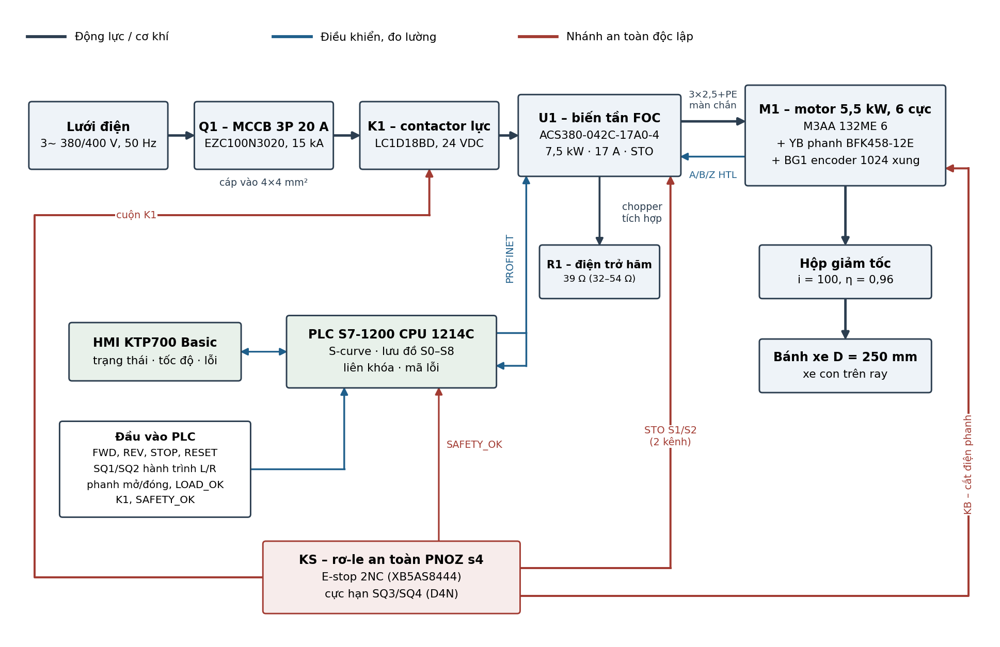 Động lực / cơ khí
Điều khiển, đo lường
Nhánh an toàn độc lập
Lưới điện
3~ 380/400 V, 50 Hz
Q1 – MCCB 3P 20 A
EZC100N3020, 15 kA
cáp vào 4×4 mm²
K1 – contactor lực
LC1D18BD, 24 VDC
U1 – biến tần FOC
ACS380-042C-17A0-4
7,5 kW · 17 A · STO
3×2,5+PE
màn chắn
A/B/Z HTL
M1 – motor 5,5 kW, 6 cực
M3AA 132ME 6
+ YB phanh BFK458-12E
+ BG1 encoder 1024 xung
cuộn K1
PROFINET
chopper
tích hợp
R1 – điện trở hãm
39 Ω (32–54 Ω)
Hộp giảm tốc
i = 100, η = 0,96
HMI KTP700 Basic
trạng thái · tốc độ · lỗi
PLC S7-1200 CPU 1214C
S-curve · lưu đồ S0–S8
liên khóa · mã lỗi
Bánh xe D = 250 mm
xe con trên ray
Đầu vào PLC
FWD, REV, STOP, RESET
SQ1/SQ2 hành trình L/R
phanh mở/đóng, LOAD_OK
K1, SAFETY_OK
SAFETY_OK
STO S1/S2
(2 kênh)
KB – cắt điện phanh
KS – rơ-le an toàn PNOZ s4
E-stop 2NC (XB5AS8444)
cực hạn SQ3/SQ4 (D4N)